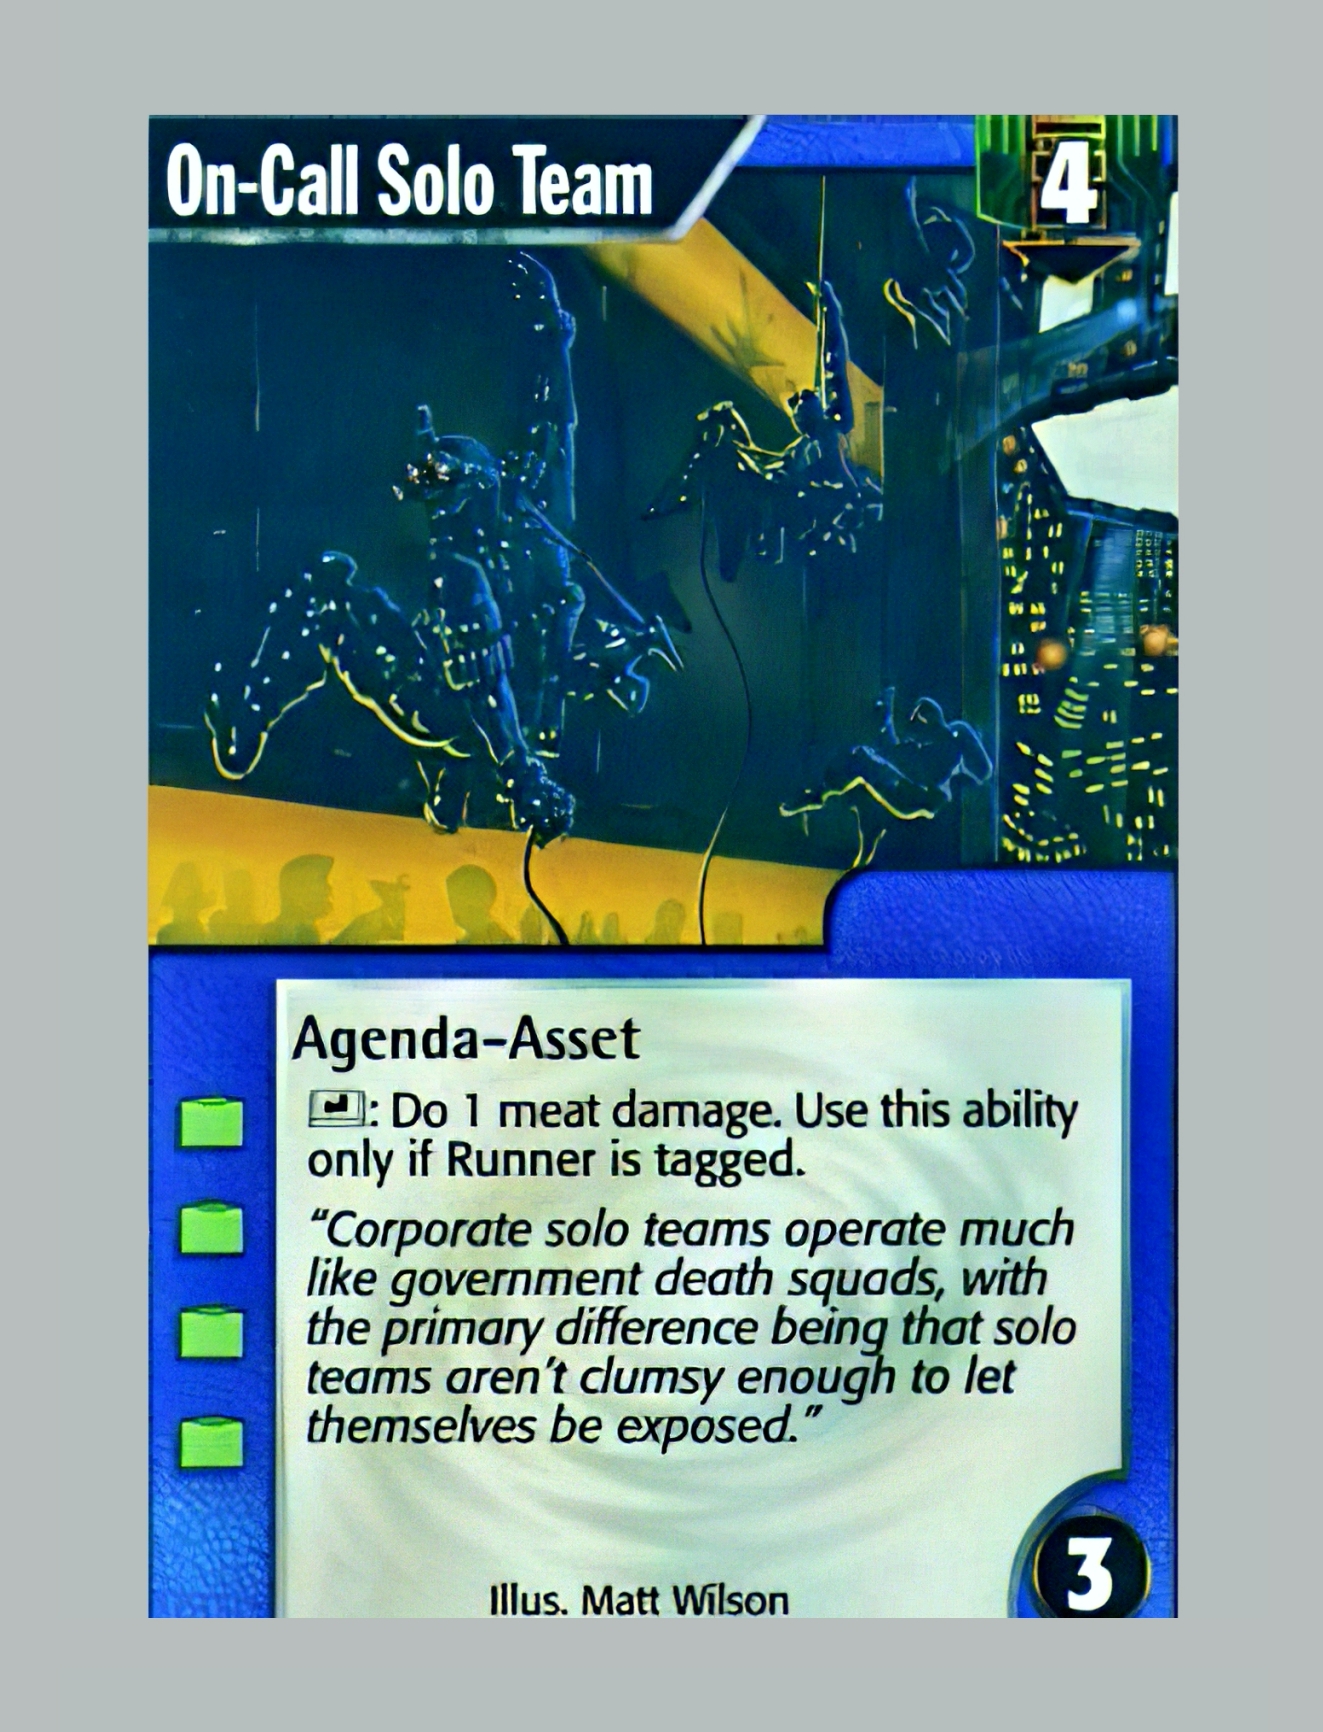 On-Call Solo Team
4
Agenda–Asset
: Do 1 meat damage. Use this ability
only if Runner is tagged.
“Corporate solo teams operate much
like government death squads, with
the primary difference being that solo
teams aren’t clumsy enough to let
themselves be exposed.”
3
Illus. Matt Wilson